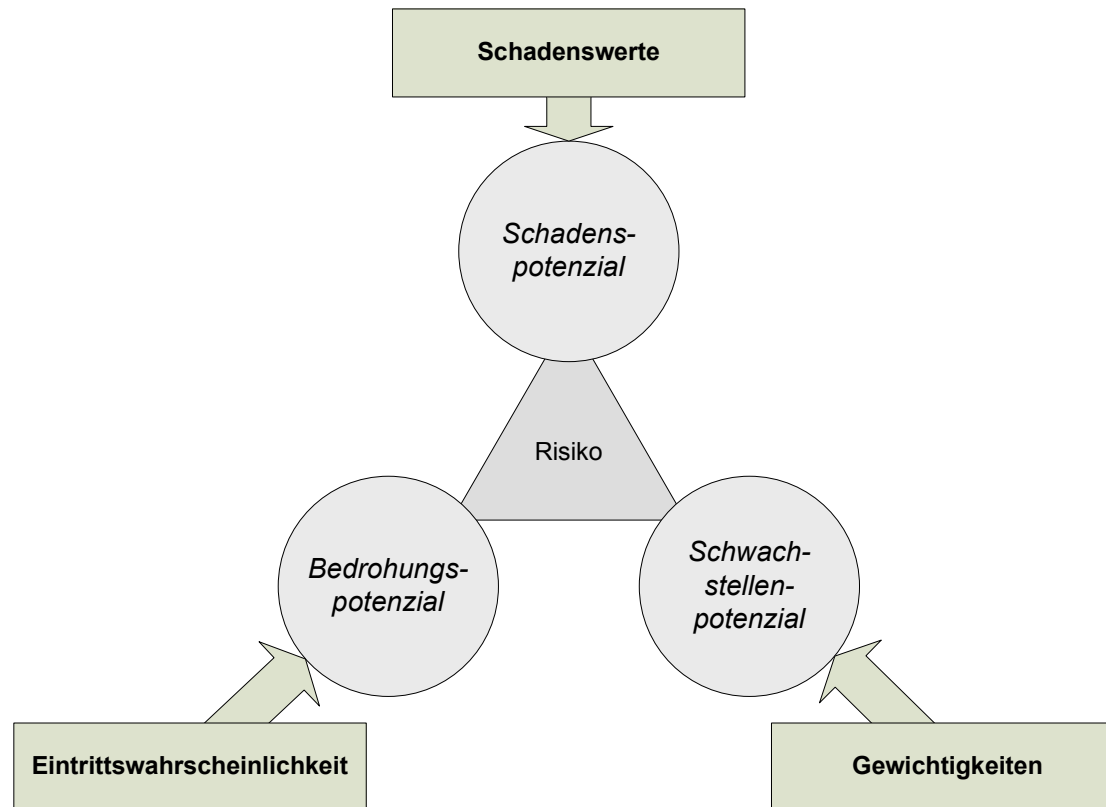 Schadenswerte
Schadens-
potenzial
Risiko
Bedrohungs-
potenzial
Schwach-
stellen-
potenzial
Eintrittswahrscheinlichkeit
Gewichtigkeiten